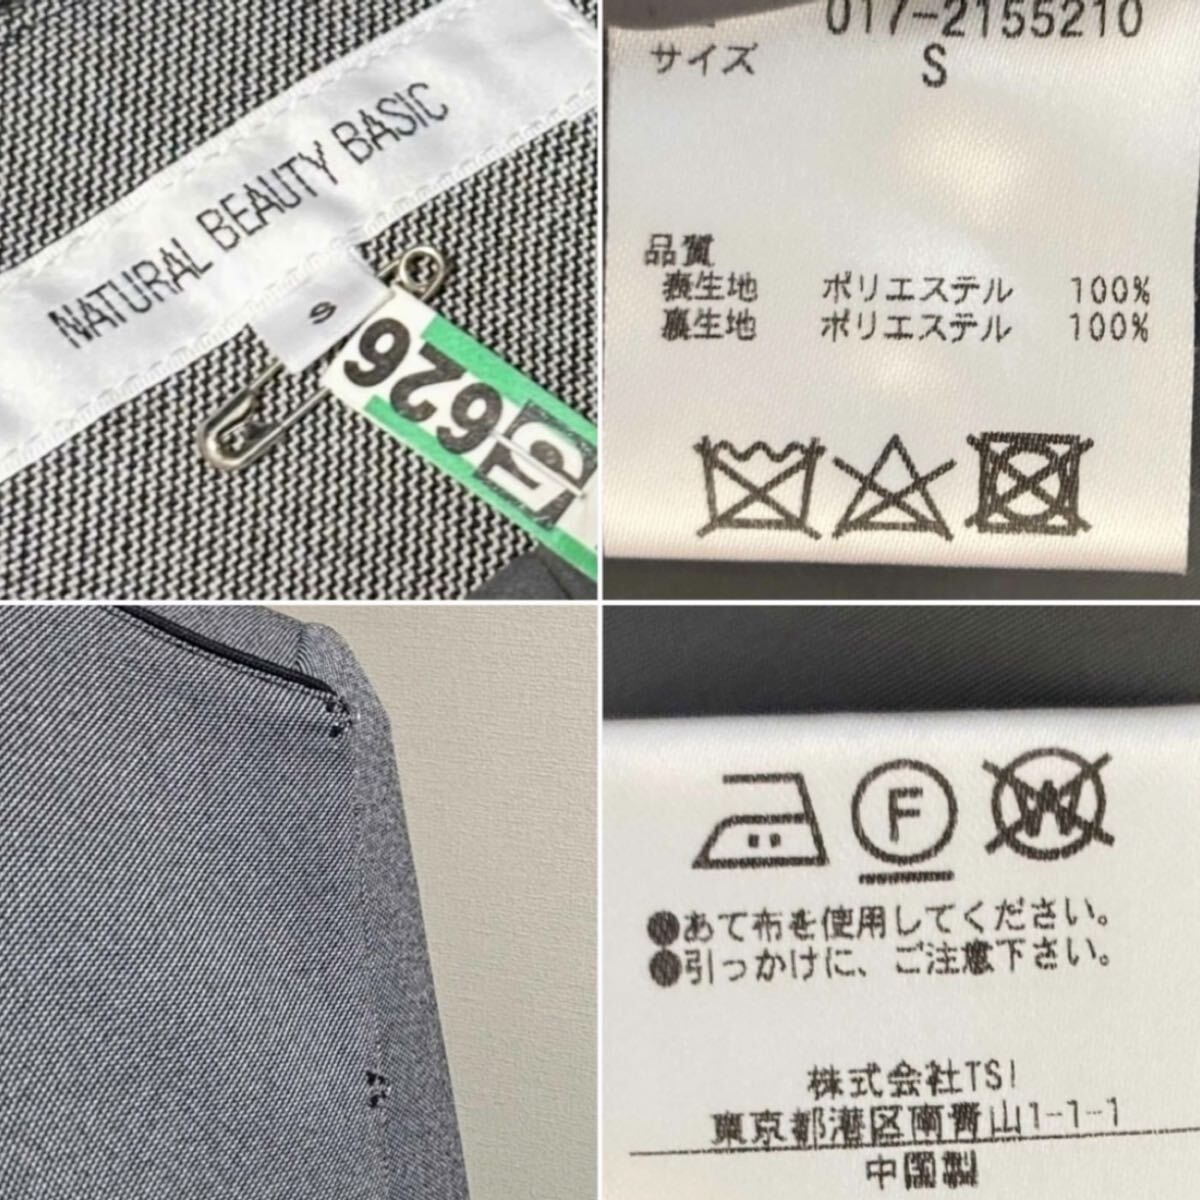 NATURAL BEAUTY BASIC
S
626
017-2155210
サイズ S
品質
表生地 ポリエステル 100%
裏生地 ポリエステル 100%
F
W
●あて布を使用してください。
●引っかけに、ご注意下さい。
株式会社TSI
東京都港区南青山1-1-1
中国製